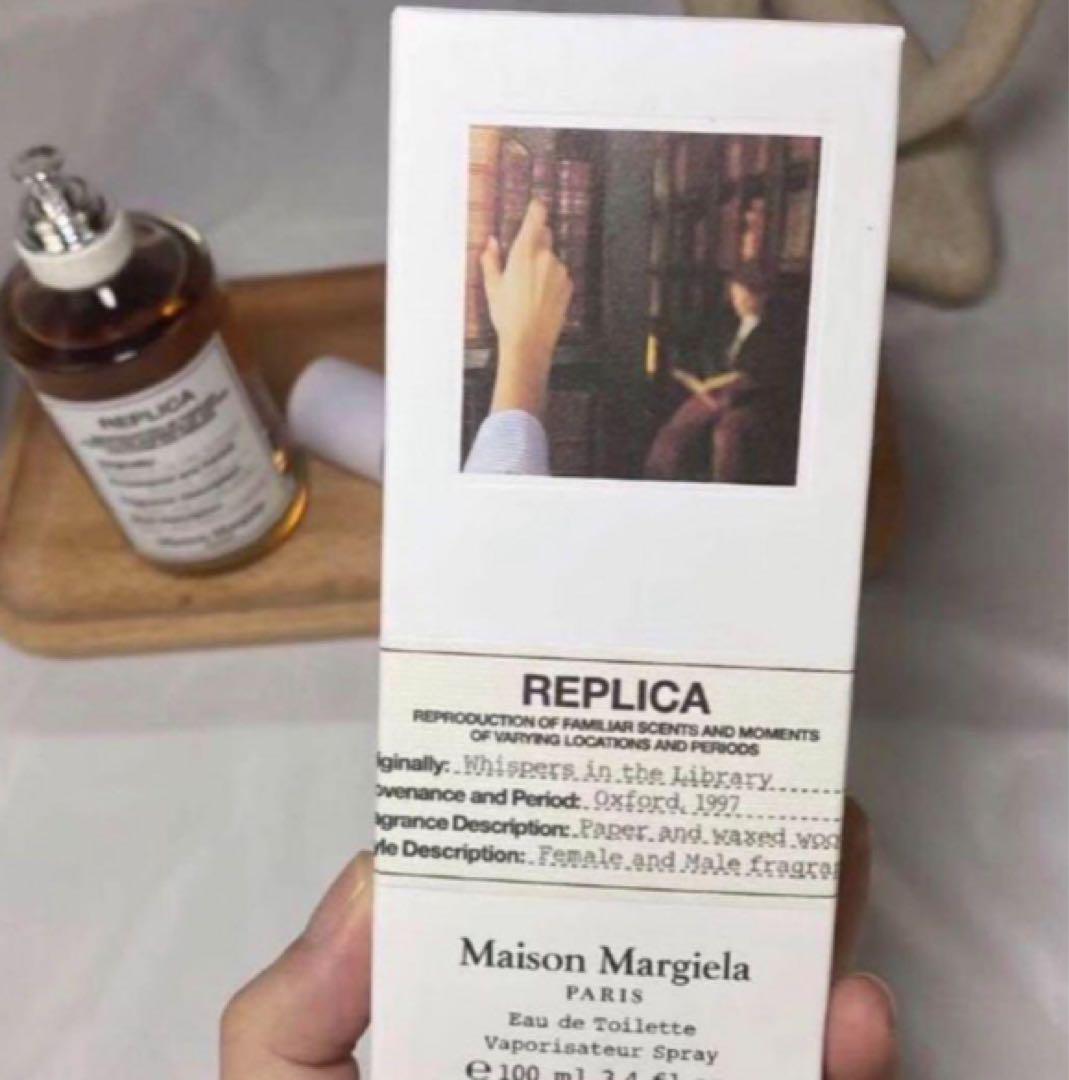 REPLICA
REPRODUCTION OF FAMILIAR SCENTS AND MOMENTS
OF VARYING LOCATIONS AND PERIODS
iginally: Whispers in the Library
ovenance and Period: Oxford, 1997
agrance Description: Paper and waxed woo
yle Description: Female and Male fragra
Maison Margiela
PARIS
Eau de Toilette
Vaporisateur Spray
e 100 ml 3.4 fl
REPLICA
Maison Margiela